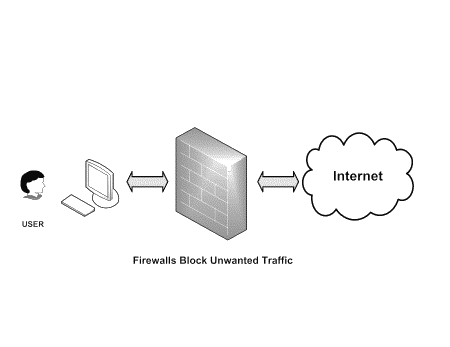 Internet
USER
Firewalls Block Unwanted Traffic